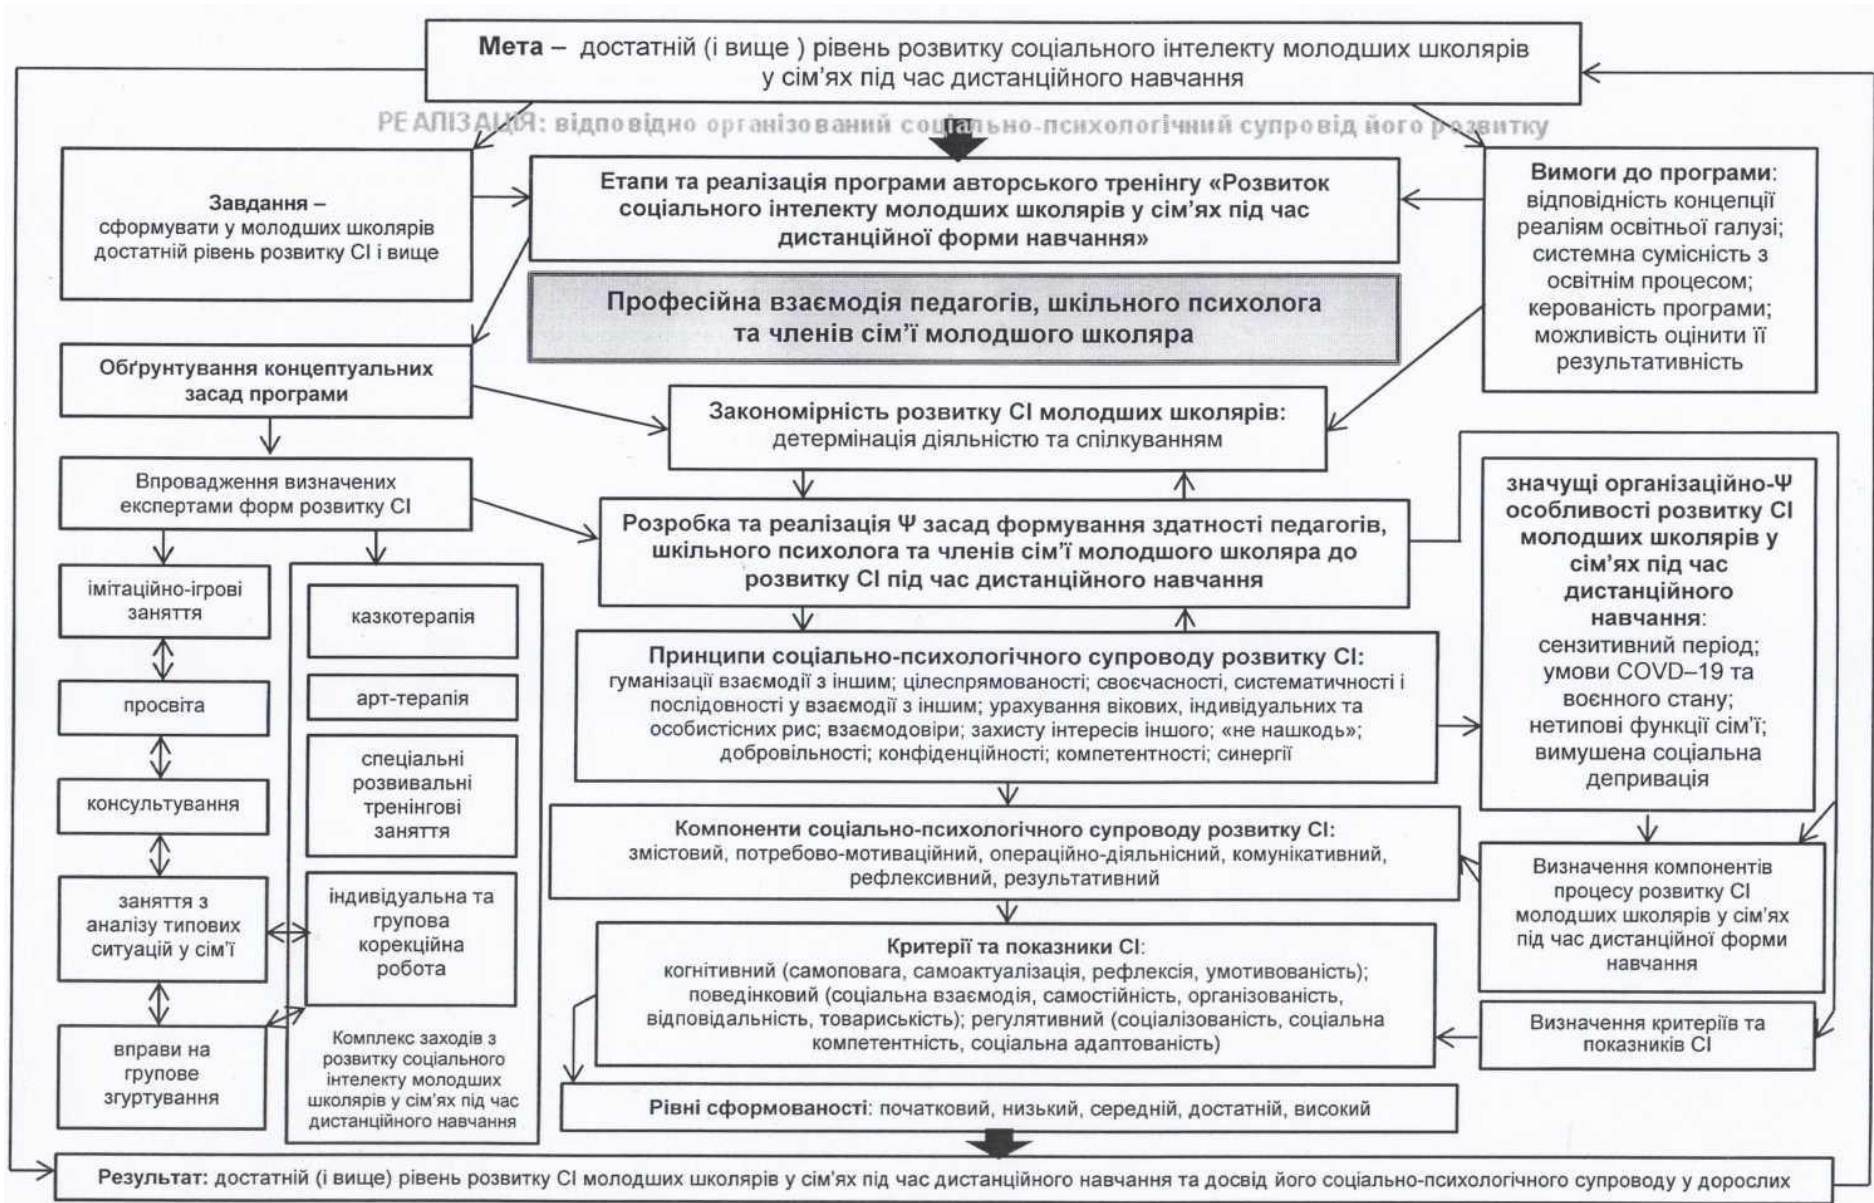 Мета – достатній (і вище ) рівень розвитку соціального інтелекту молодших школярів
у сім’ях під час дистанційного навчання
РЕАЛІЗАЦІЯ: відповідно організований соціально-психологічний супровід його розвитку
Завдання –
сформувати у молодших школярів
достатній рівень розвитку СІ і вище
Етапи та реалізація програми авторського тренінгу «Розвиток
соціального інтелекту молодших школярів у сім’ях під час
дистанційної форми навчання»
Вимоги до програми:
відповідність концепції
реаліям освітньої галузі;
системна сумісність з
освітнім процесом;
керованість програми;
можливість оцінити її
результативність
Професійна взаємодія педагогів, шкільного психолога
та членів сім’ї молодшого школяра
Обґрунтування концептуальних
засад програми
Закономірність розвитку СІ молодших школярів:
детермінація діяльністю та спілкуванням
Впровадження визначених
експертами форм розвитку СІ
Розробка та реалізація Ψ засад формування здатності педагогів,
шкільного психолога та членів сім’ї молодшого школяра до
розвитку СІ під час дистанційного навчання
значущі організаційно-Ψ
особливості розвитку СІ
молодших школярів у
сім’ях під час
дистанційного
навчання:
сензитивний період;
умови COVD–19 та
воєнного стану;
нетипові функції сім’ї;
вимушена соціальна
депривація
імітаційно-ігрові
заняття
просвіта
консультування
заняття з
аналізу типових
ситуацій у сім’ї
вправи на
групове
згуртування
казкотерапія
арт-терапія
спеціальні
розвивальні
тренінгові
заняття
індивідуальна та
групова
корекційна
робота
Комплекс заходів з
розвитку соціального
інтелекту молодших
школярів у сім’ях під час
дистанційного навчання
Принципи соціально-психологічного супроводу розвитку СІ:
гуманізації взаємодії з іншим; цілеспрямованості; своєчасності, систематичності і
послідовності у взаємодії з іншим; урахування вікових, індивідуальних та
особистісних рис; взаємодовіри; захисту інтересів іншого; «не нашкодь»;
добровільності; конфіденційності; компетентності; синергії
Компоненти соціально-психологічного супроводу розвитку СІ:
змістовий, потребово-мотиваційний, операційно-діяльнісний, комунікативний,
рефлексивний, результативний
Визначення компонентів
процесу розвитку СІ
молодших школярів у сім’ях
під час дистанційної форми
навчання
Критерії та показники СІ:
когнітивний (самоповага, самоактуалізація, рефлексія, умотивованість);
поведінковий (соціальна взаємодія, самостійність, організованість,
відповідальність, товариськість); регулятивний (соціалізованість, соціальна
компетентність, соціальна адаптованість)
Визначення критеріїв та
показників СІ
Рівні сформованості: початковий, низький, середній, достатній, високий
Результат: достатній (і вище) рівень розвитку СІ молодших школярів у сім’ях під час дистанційного навчання та досвід його соціально-психологічного супроводу у дорослих